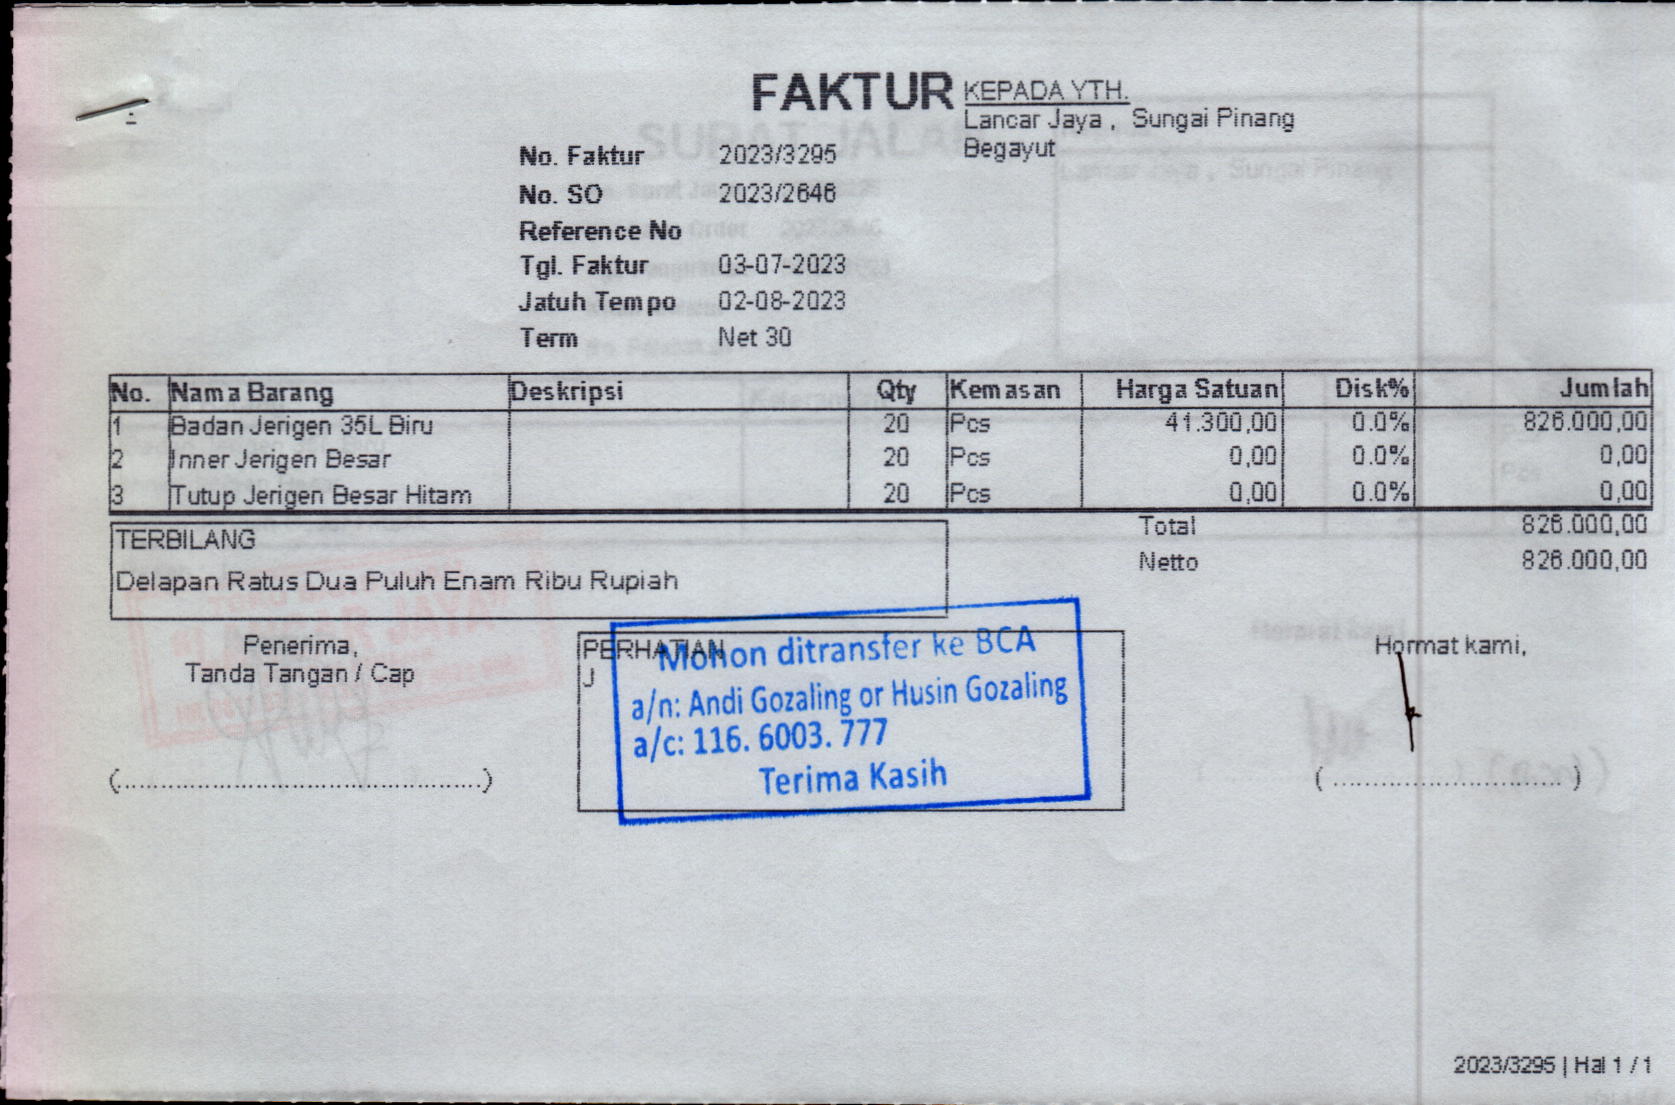 FAKTUR
KEPADA YTH.
Lancar Jaya , Sungai Pinang
Begayut
No. Faktur 2023/3295
No. SO 2023/2646
Reference No
Tgl. Faktur 03-07-2023
Jatuh Tempo 02-08-2023
Term Net 30
No. Nama Barang Deskripsi Qty Kemasan Harga Satuan Disk% Jumlah
1 Badan Jerigen 35L Biru 20 Pcs 41.300,00 0.0% 826.000,00
2 Inner Jerigen Besar 20 Pcs 0,00 0.0% 0,00
3 Tutup Jerigen Besar Hitam 20 Pcs 0,00 0.0% 0,00
Total 826.000,00
Netto 826.000,00
TERBILANG
Delapan Ratus Dua Puluh Enam Ribu Rupiah
Penerima,
Tanda Tangan / Cap
(................................................)
PERHATIAN
J
Mohon ditransfer ke BCA
a/n: Andi Gozaling or Husin Gozaling
a/c: 116. 6003. 777
Terima Kasih
Hormat kami,
( .............................. )
2023/3295 | Hal 1 / 1